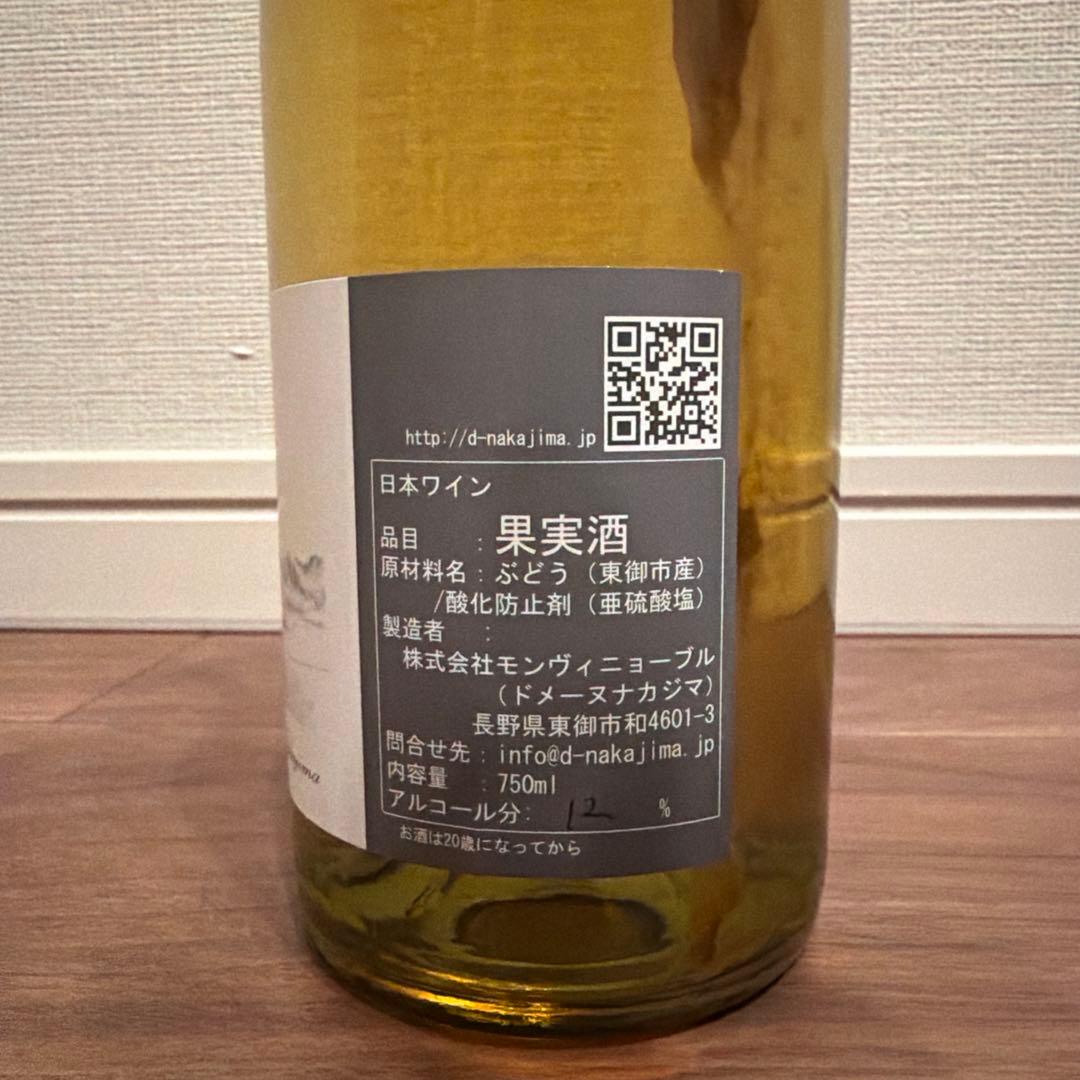 http://d-nakajima.jp
日本ワイン
品目　　：果実酒
原材料名：ぶどう（東御市産）
/酸化防止剤（亜硫酸塩）
製造者　：
株式会社モンヴィニョーブル
（ドメーヌナカジマ）
長野県東御市和4601-3
問合せ先：info@d-nakajima.jp
内容量　：750ml
アルコール分： 12 %
お酒は20歳になってから